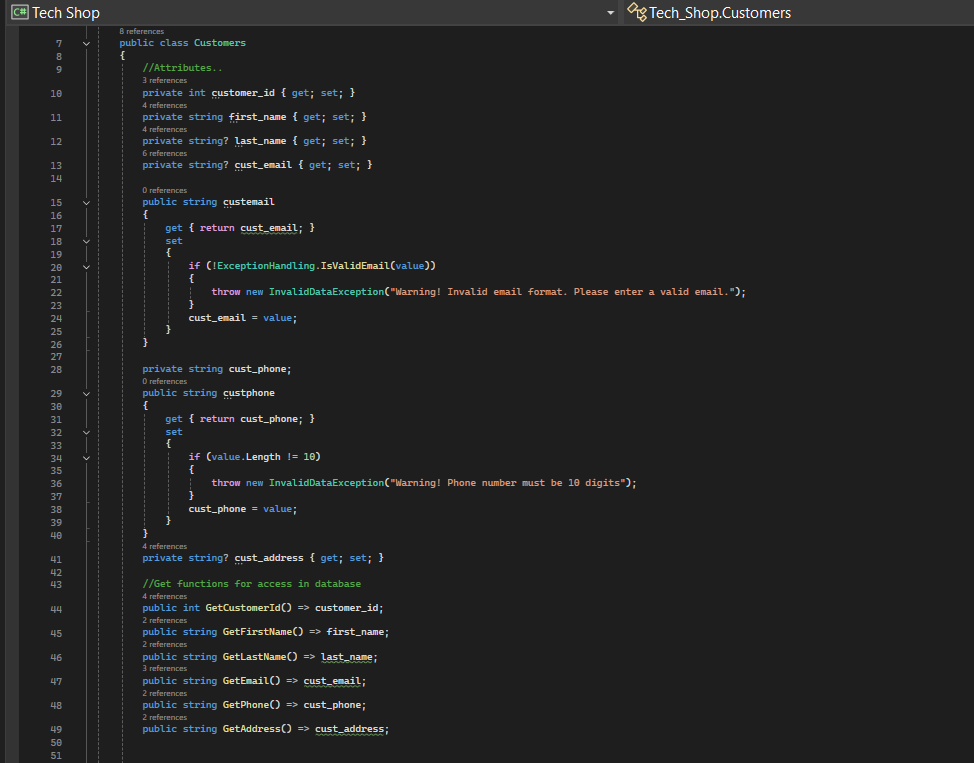 C# Tech Shop Tech_Shop.Customers
8 references
7 public class Customers
8 {
9 //Attributes..
3 references
10 private int customer_id { get; set; }
4 references
11 private string first_name { get; set; }
4 references
12 private string? last_name { get; set; }
6 references
13 private string? cust_email { get; set; }
14
0 references
15 public string custemail
16 {
17 get { return cust_email; }
18 set
19 {
20 if (!ExceptionHandling.IsValidEmail(value))
21 {
22 throw new InvalidDataException("Warning! Invalid email format. Please enter a valid email.");
23 }
24 cust_email = value;
25 }
26 }
27
28 private string cust_phone;
0 references
29 public string custphone
30 {
31 get { return cust_phone; }
32 set
33 {
34 if (value.Length != 10)
35 {
36 throw new InvalidDataException("Warning! Phone number must be 10 digits");
37 }
38 cust_phone = value;
39 }
40 }
4 references
41 private string? cust_address { get; set; }
42
43 //Get functions for access in database
4 references
44 public int GetCustomerId() => customer_id;
2 references
45 public string GetFirstName() => first_name;
2 references
46 public string GetLastName() => last_name;
3 references
47 public string GetEmail() => cust_email;
2 references
48 public string GetPhone() => cust_phone;
2 references
49 public string GetAddress() => cust_address;
50
51